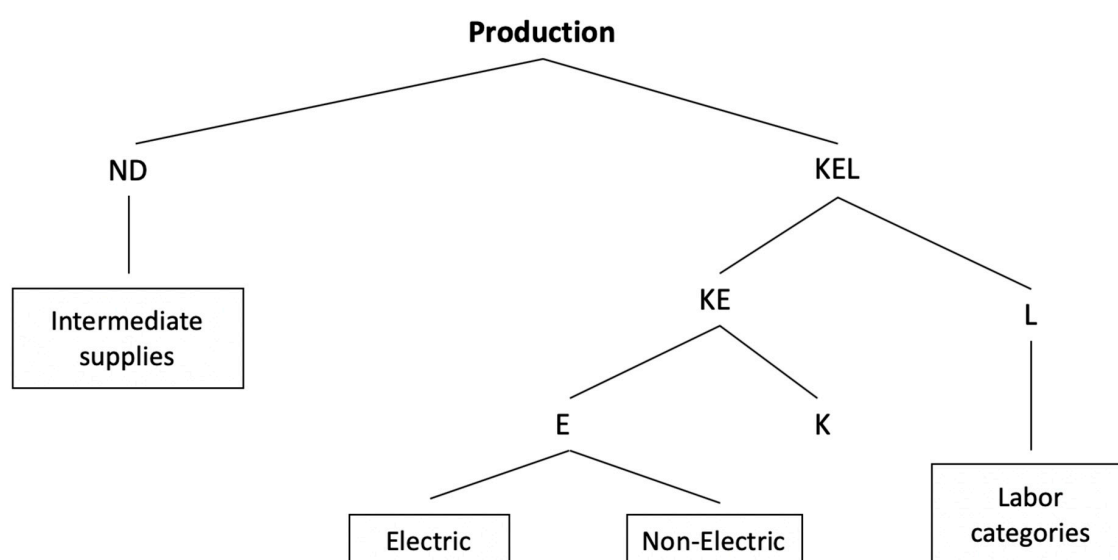 Production
ND
KEL
Intermediate
supplies
KE
L
E
K
Electric
Non-Electric
Labor
categories